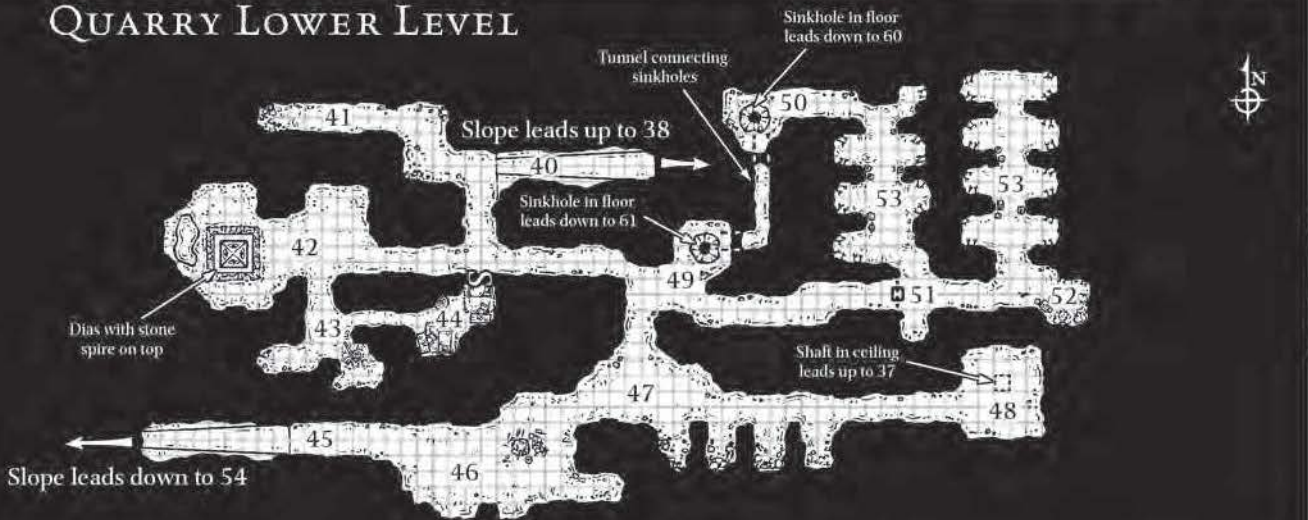 QUARRY LOWER LEVEL
Sinkhole in floor
leads down to 60
Tunnel connecting
sinkholes
N
50
41
Slope leads up to 38
40
53
53
Sinkhole in floor
leads down to 61
42
49
51
52
S
44
43
Dias with stone
spire on top
Shaft in ceiling
leads up to 37
47
48
45
46
Slope leads down to 54